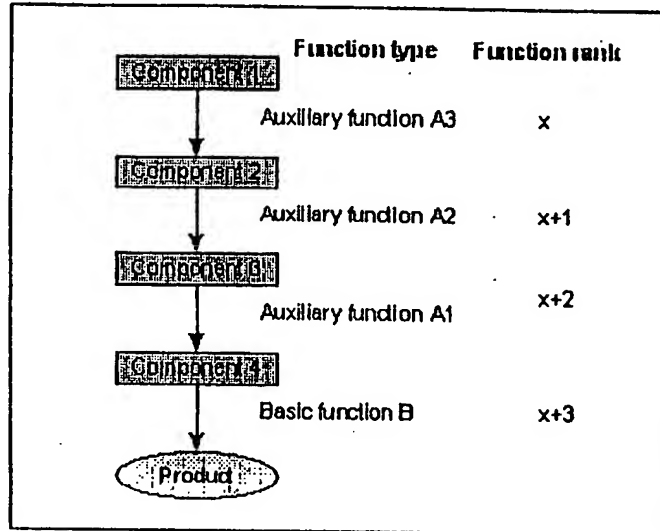 Function type Function rank
Component 1
Auxiliary function A3 x
Component 2
Auxiliary function A2 x+1
Component 3
Auxiliary function A1 x+2
Component 4
Basic function B x+3
Product